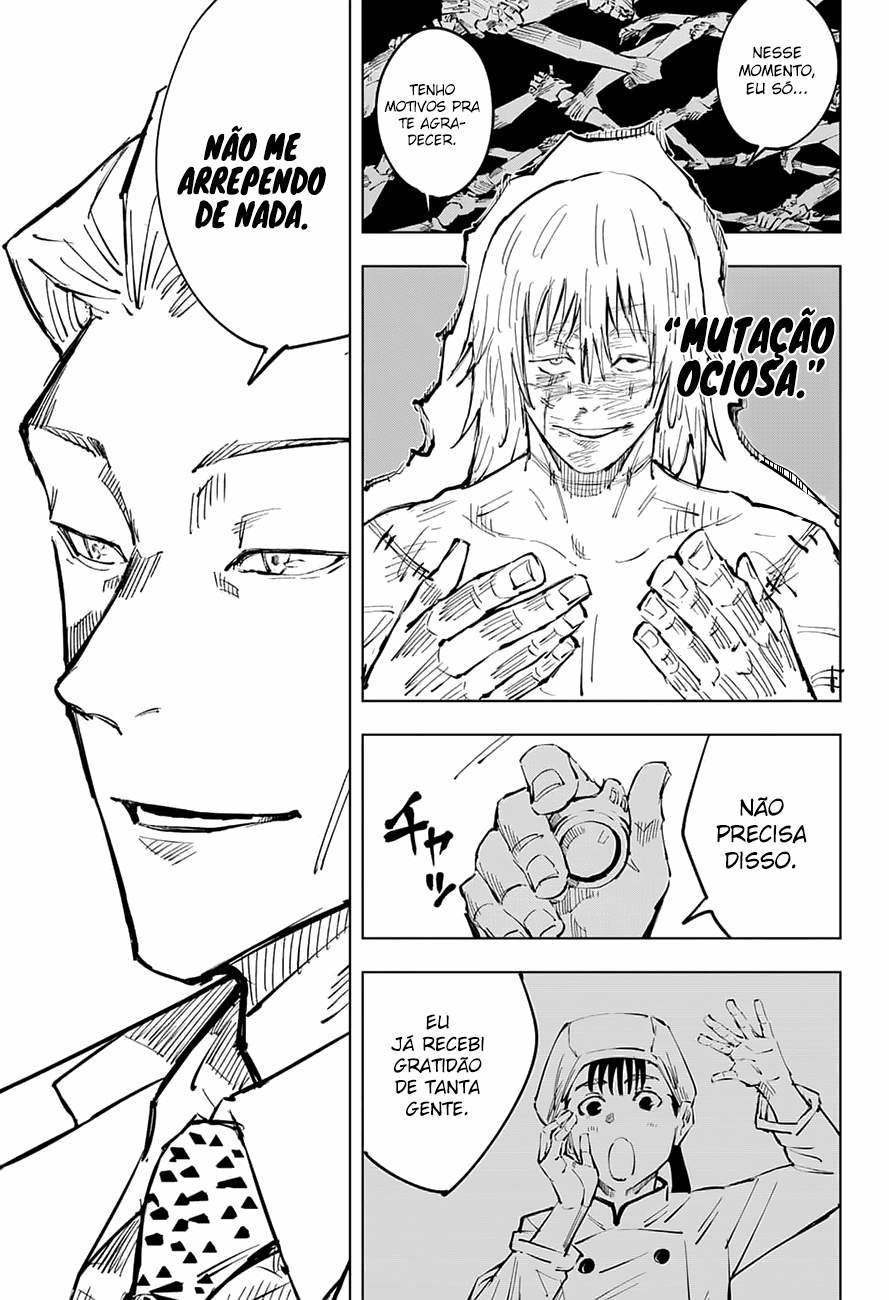 NESSE
MOMENTO,
EU SÓ...
TENHO
MOTIVOS PRA
TE AGRA-
DECER.
"MUTAÇÃO
OCIOSA."
NÃO
PRECISA
DISSO.
チャッ
EU
JÁ RECEBI
GRATIDÃO
DE TANTA
GENTE.
NÃO ME
ARREPENDO
DE NADA.